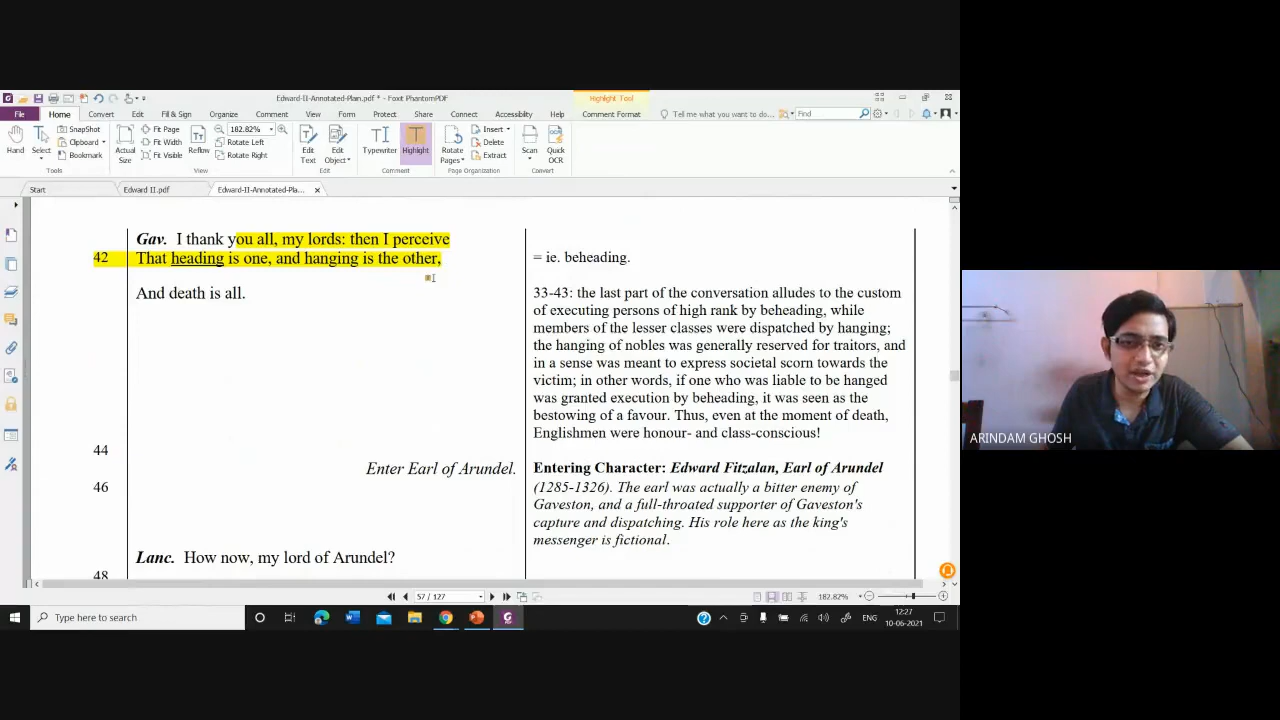 Edward-II-Annotated-Plain.pdf * - Foxit PhantomPDF
Highlight Tool
File Home Convert Edit Fill & Sign Organize Comment View Form Protect Share Connect Accessibility Help Comment Format Tell me what you want to do... Find
Hand
Select
SnapShot
Clipboard
Bookmark
Tools
Actual Size
Fit Page
Fit Width
Fit Visible
Reflow
182.82%
Rotate Left
Rotate Right
View
Edit Text
Edit Object
Edit
Typewriter
Highlight
Comment
Rotate Pages
Insert
Delete
Extract
Page Organization
Scan
Quick OCR
Convert
Start
Edward II.pdf
Edward-II-Annotated-Pla...
Gav. I thank you all, my lords: then I perceive
42 That heading is one, and hanging is the other, = ie. beheading.
And death is all.
33-43: the last part of the conversation alludes to the custom
of executing persons of high rank by beheading, while
members of the lesser classes were dispatched by hanging;
the hanging of nobles was generally reserved for traitors, and
in a sense was meant to express societal scorn towards the
victim; in other words, if one who was liable to be hanged
was granted execution by beheading, it was seen as the
bestowing of a favour. Thus, even at the moment of death,
Englishmen were honour- and class-conscious!
44
Enter Earl of Arundel.
Entering Character: Edward Fitzalan, Earl of Arundel
46
(1285-1326). The earl was actually a bitter enemy of
Gaveston, and a full-throated supporter of Gaveston's
capture and dispatching. His role here as the king's
messenger is fictional.
Lanc. How now, my lord of Arundel?
48
57 / 127
182.82%
Type here to search
ENG
12:27
10-06-2021
ARINDAM GHOSH